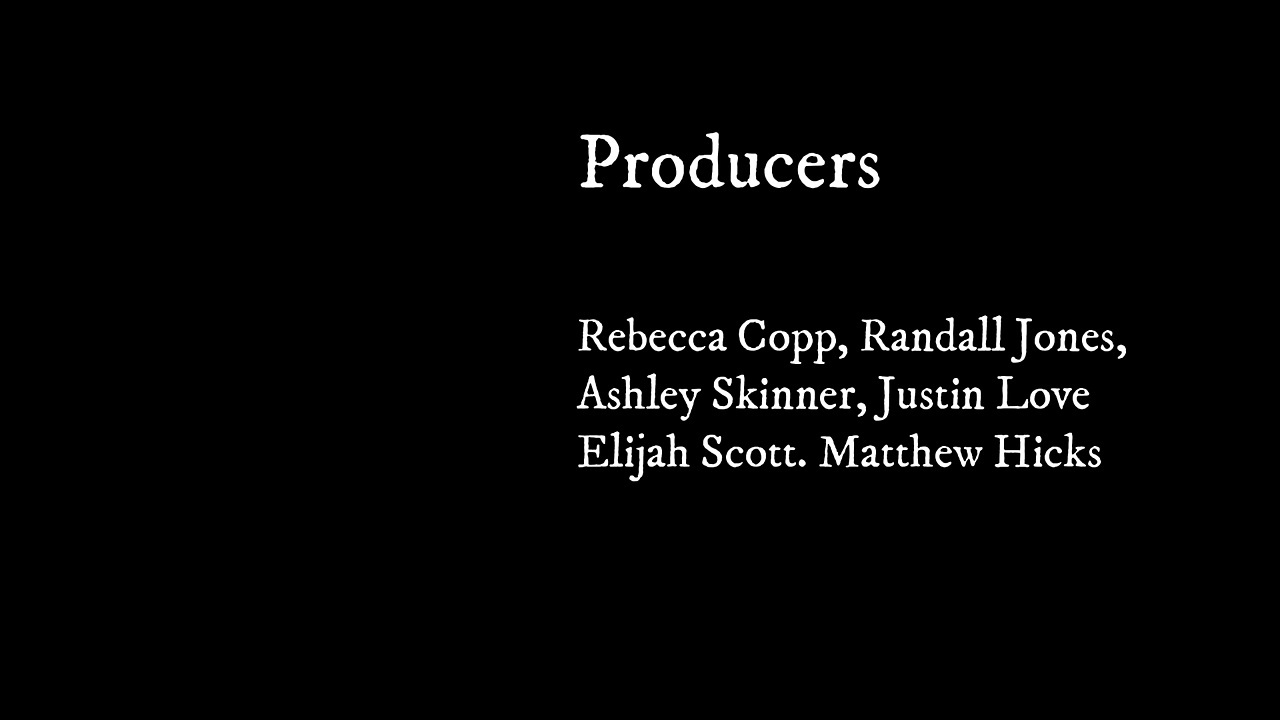 Producers
Rebecca Copp, Randall Jones,
Ashley Skinner, Justin Love
Elijah Scott. Matthew Hicks